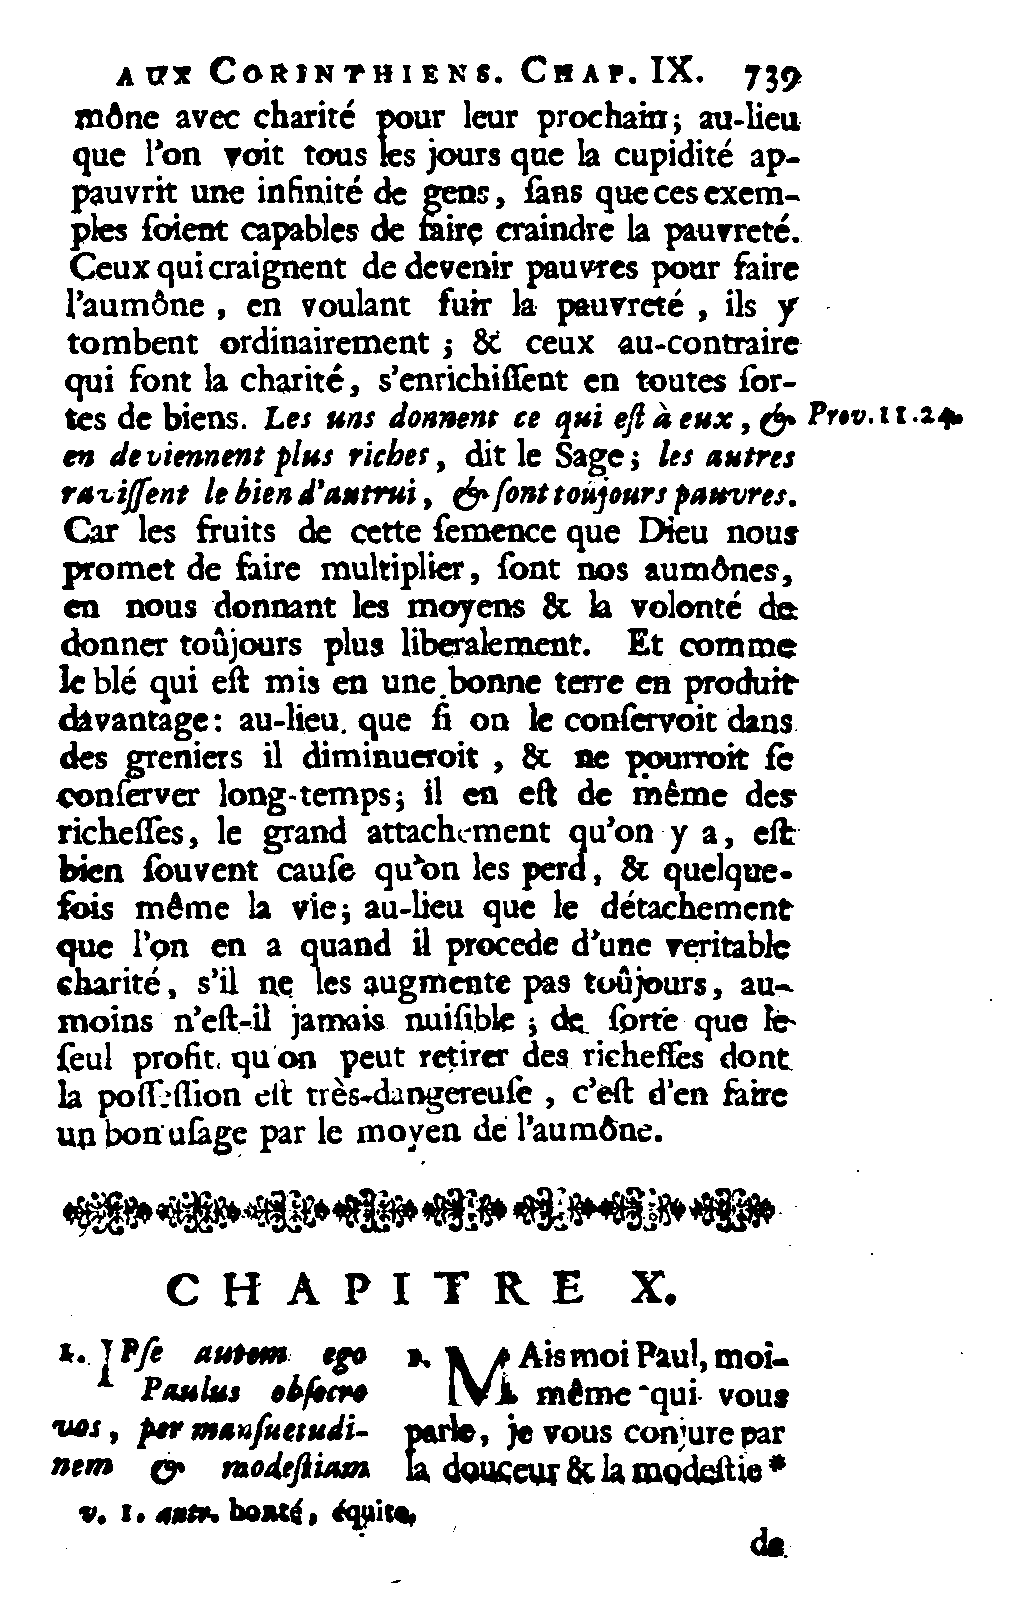 AUX CORINTHIENS. CHAP. IX. 739
mône avec charité pour leur prochain; au-lieu
que l'on voit tous les jours que la cupidité ap-
pauvrit une infinité de gens, ſans que ces exem-
ples ſoient capables de faire craindre la pauvreté.
Ceux qui craignent de devenir pauvres pour faire
l'aumône, en voulant fuir la pauvreté, ils y
tombent ordinairement; & ceux au-contraire
qui font la charité, s'enrichiſſent en toutes ſor-
tes de biens. Les uns donnent ce qui eſt à eux, & Prov. 11.24.
en deviennent plus riches, dit le Sage; les autres
raviſſent le bien d'autrui, & ſont toûjours pauvres.
Car les fruits de cette ſemence que Dieu nous
promet de faire multiplier, ſont nos aumônes,
en nous donnant les moyens & la volonté de
donner toûjours plus liberalement. Et comme
le blé qui eſt mis en une bonne terre en produit
davantage: au-lieu que ſi on le conſervoit dans
des greniers il diminueroit, & ne pourroit ſe
conſerver long-temps; il en eſt de même des
richeſſes, le grand attachement qu'on y a, eſt
bien ſouvent cauſe qu'on les perd, & quelque-
fois même la vie; au-lieu que le détachement
que l'on en a quand il procede d'une veritable
charité, s'il ne les augmente pas toûjours, au-
moins n'eſt-il jamais nuiſible; de ſorte que le
ſeul profit qu'on peut retirer des richeſſes dont
la poſſeſſion eſt très-dangereuſe, c'eſt d'en faire
un bon uſage par le moyen de l'aumône.
CHAPITRE X.
1. IPſe autem ego
Paulus obſecro
vos, per manſuetudi-
nem & modeſtiam
1. MAis moi Paul, moi-
même qui vous
parle, je vous conjure par
la douceur & la modeſtie *
v. 1. autr. bonté, équité,
de